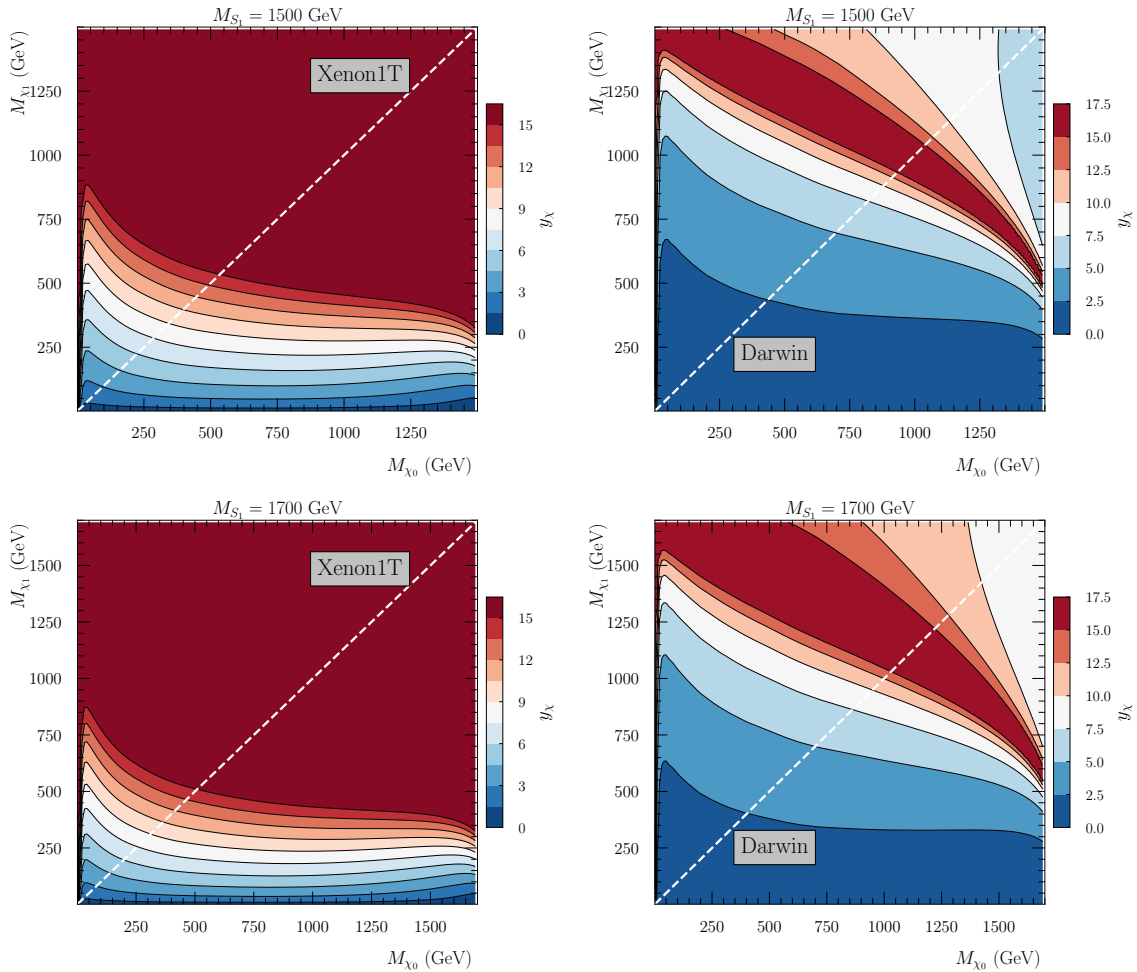 M_{S_1} = 1500 GeV
M_{χ_1} (GeV)
1250
1000
750
500
250
250 500 750 1000 1250
M_{χ_0} (GeV)
Xenon1T
15
12
9
6
3
0
y_χ
M_{S_1} = 1500 GeV
M_{χ_1} (GeV)
1250
1000
750
500
250
250 500 750 1000 1250
M_{χ_0} (GeV)
Darwin
17.5
15.0
12.5
10.0
7.5
5.0
2.5
0.0
y_χ
M_{S_1} = 1700 GeV
M_{χ_1} (GeV)
1500
1250
1000
750
500
250
250 500 750 1000 1250 1500
M_{χ_0} (GeV)
Xenon1T
15
12
9
6
3
0
y_χ
M_{S_1} = 1700 GeV
M_{χ_1} (GeV)
1500
1250
1000
750
500
250
250 500 750 1000 1250 1500
M_{χ_0} (GeV)
Darwin
17.5
15.0
12.5
10.0
7.5
5.0
2.5
0.0
y_χ